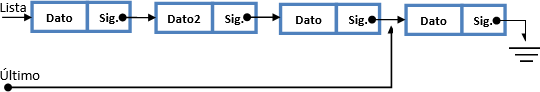 Lista
Dato Sig. Dato2 Sig. Dato Sig. Dato Sig.
Último